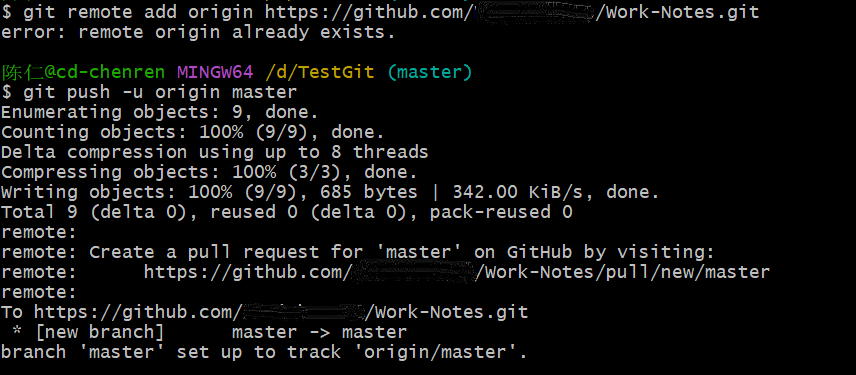 $ git remote add origin https://github.com/ /Work-Notes.git
error: remote origin already exists.
陈仁@cd-chenren MINGW64 /d/TestGit (master)
$ git push -u origin master
Enumerating objects: 9, done.
Counting objects: 100% (9/9), done.
Delta compression using up to 8 threads
Compressing objects: 100% (3/3), done.
Writing objects: 100% (9/9), 685 bytes | 342.00 KiB/s, done.
Total 9 (delta 0), reused 0 (delta 0), pack-reused 0
remote:
remote: Create a pull request for 'master' on GitHub by visiting:
remote:      https://github.com/ /Work-Notes/pull/new/master
remote:
To https://github.com/ /Work-Notes.git
 * [new branch]      master -> master
branch 'master' set up to track 'origin/master'.